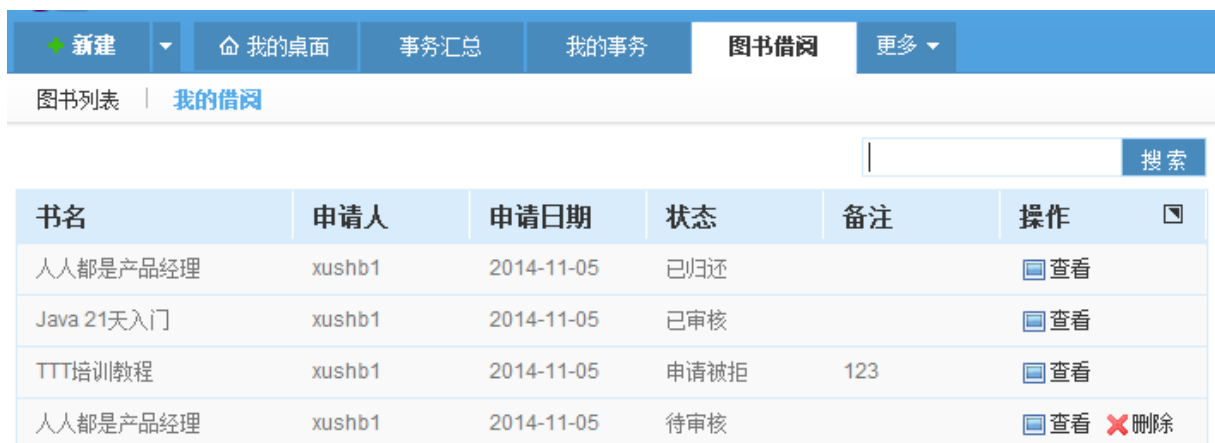 新建 我的桌面 事务汇总 我的事务 图书借阅 更多
图书列表 我的借阅
搜索
书名 申请人 申请日期 状态 备注 操作
人人都是产品经理 xushb1 2014-11-05 已归还 查看
Java 21天入门 xushb1 2014-11-05 已审核 查看
TTT培训教程 xushb1 2014-11-05 申请被拒 123 查看
人人都是产品经理 xushb1 2014-11-05 待审核 查看 删除